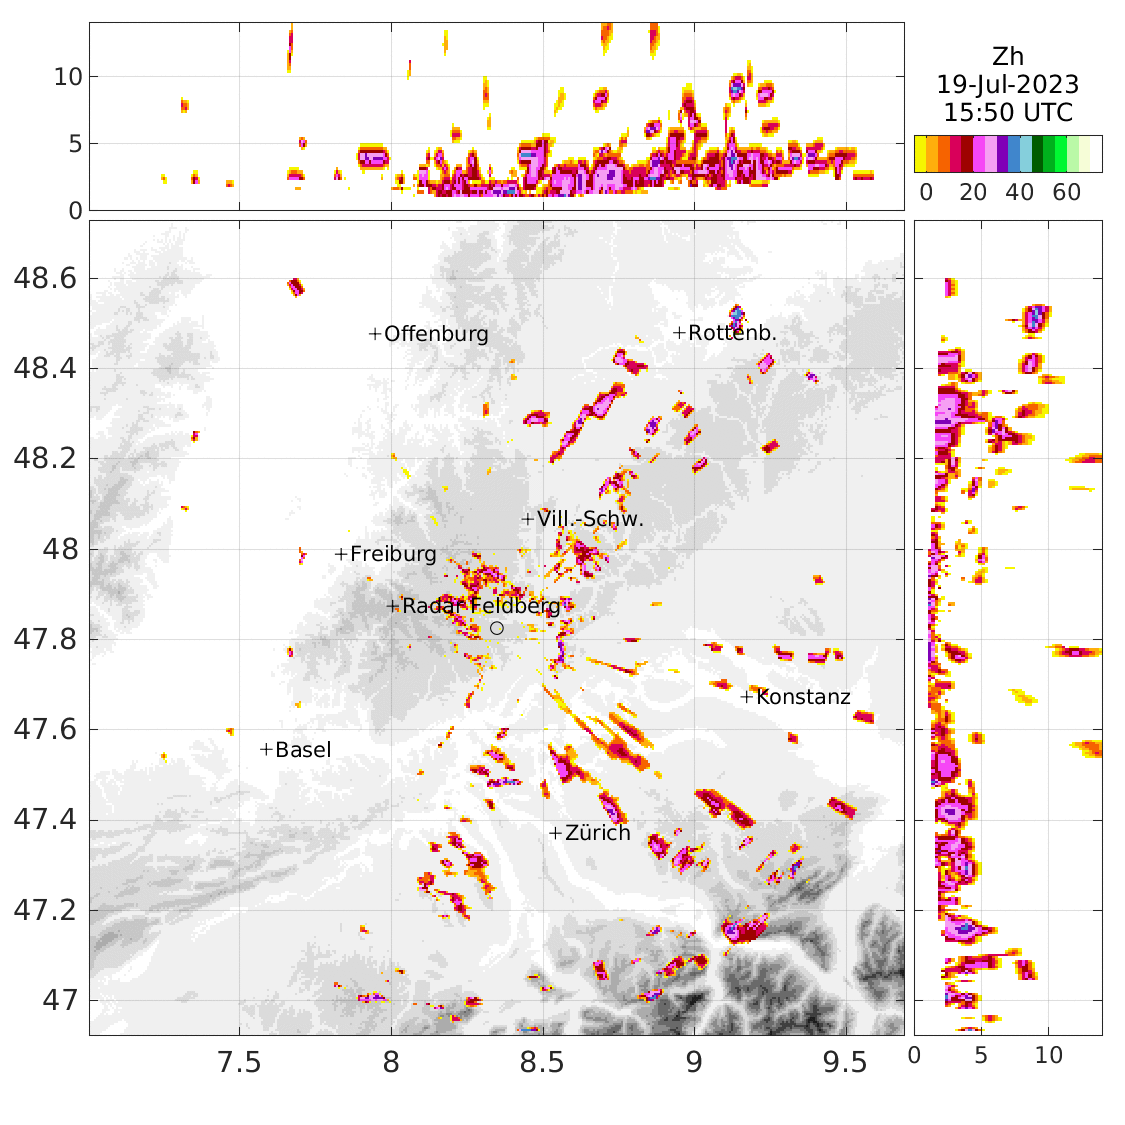 10
5
0
Zh
19-Jul-2023
15:50 UTC
0 20 40 60
48.6
48.4
48.2
48
47.8
47.6
47.4
47.2
47
+Offenburg
+Rottenb.
+Vill.-Schw.
+Freiburg
+Radar Feldberg
+Konstanz
+Basel
+Zürich
7.5 8 8.5 9 9.5
0 5 10